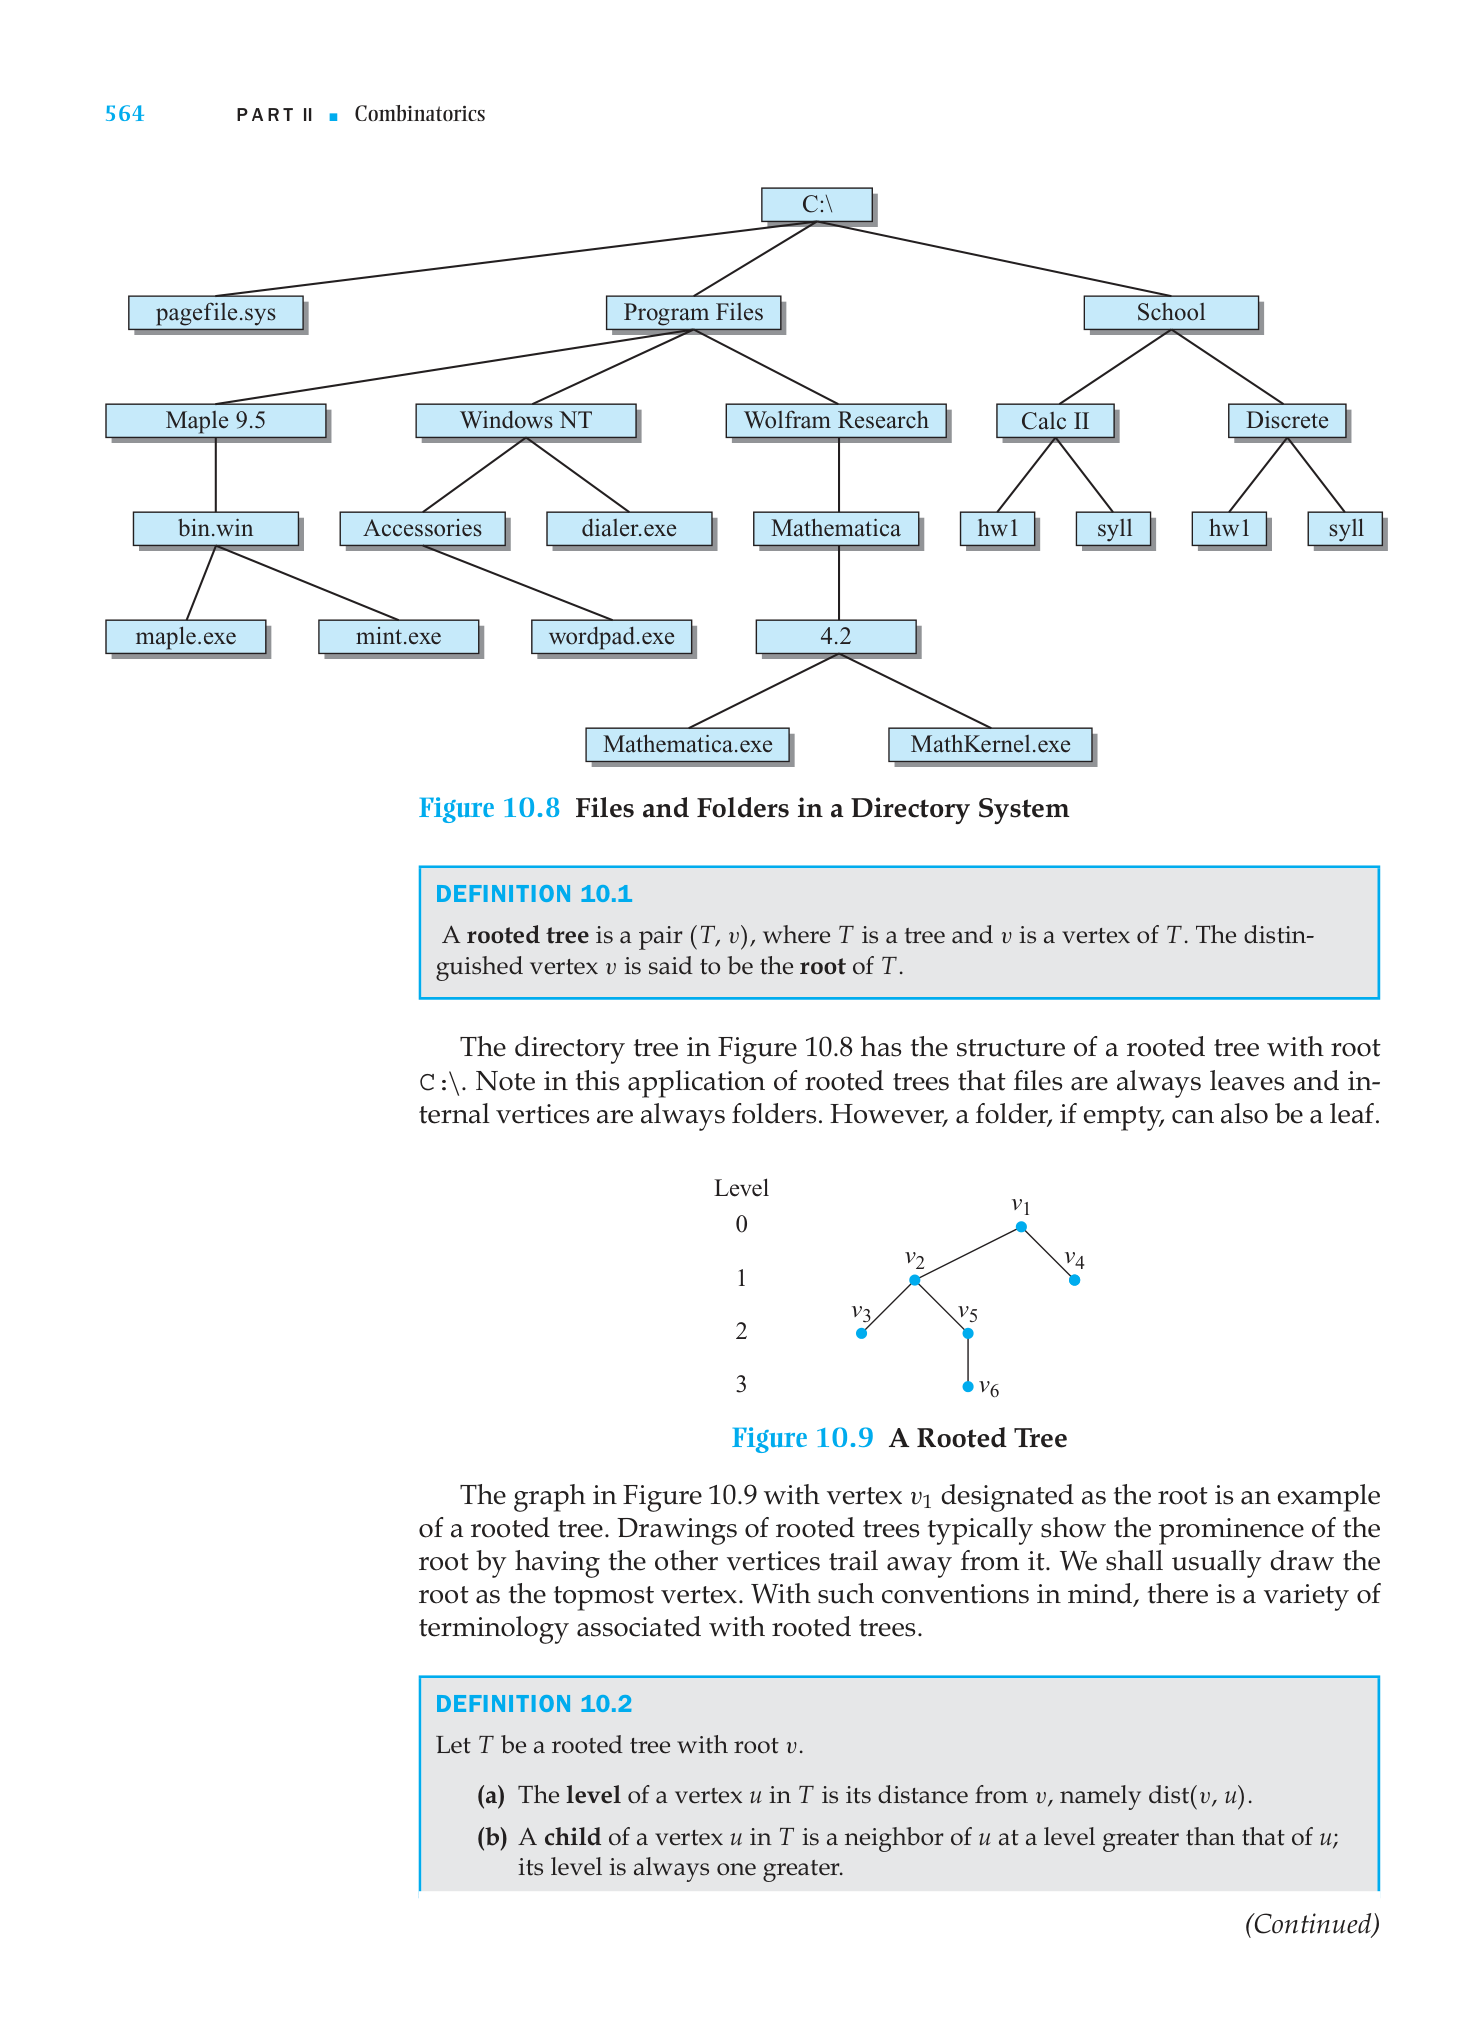 564 PART II ■ Combinatorics
C:\
pagefile.sys Program Files School
Maple 9.5 Windows NT Wolfram Research Calc II Discrete
bin.win Accessories dialer.exe Mathematica hw1 syll hw1 syll
maple.exe mint.exe wordpad.exe 4.2
Mathematica.exe MathKernel.exe
Figure 10.8 Files and Folders in a Directory System
DEFINITION 10.1
A rooted tree is a pair (T, v), where T is a tree and v is a vertex of T. The distin-
guished vertex v is said to be the root of T.
The directory tree in Figure 10.8 has the structure of a rooted tree with root
C:\. Note in this application of rooted trees that files are always leaves and in-
ternal vertices are always folders. However, a folder, if empty, can also be a leaf.
Level
v1
0
v2 v4
1
v3 v5
2
3 v6
Figure 10.9 A Rooted Tree
The graph in Figure 10.9 with vertex v1 designated as the root is an example
of a rooted tree. Drawings of rooted trees typically show the prominence of the
root by having the other vertices trail away from it. We shall usually draw the
root as the topmost vertex. With such conventions in mind, there is a variety of
terminology associated with rooted trees.
DEFINITION 10.2
Let T be a rooted tree with root v.
(a) The level of a vertex u in T is its distance from v, namely dist(v, u).
(b) A child of a vertex u in T is a neighbor of u at a level greater than that of u;
its level is always one greater.
(Continued)